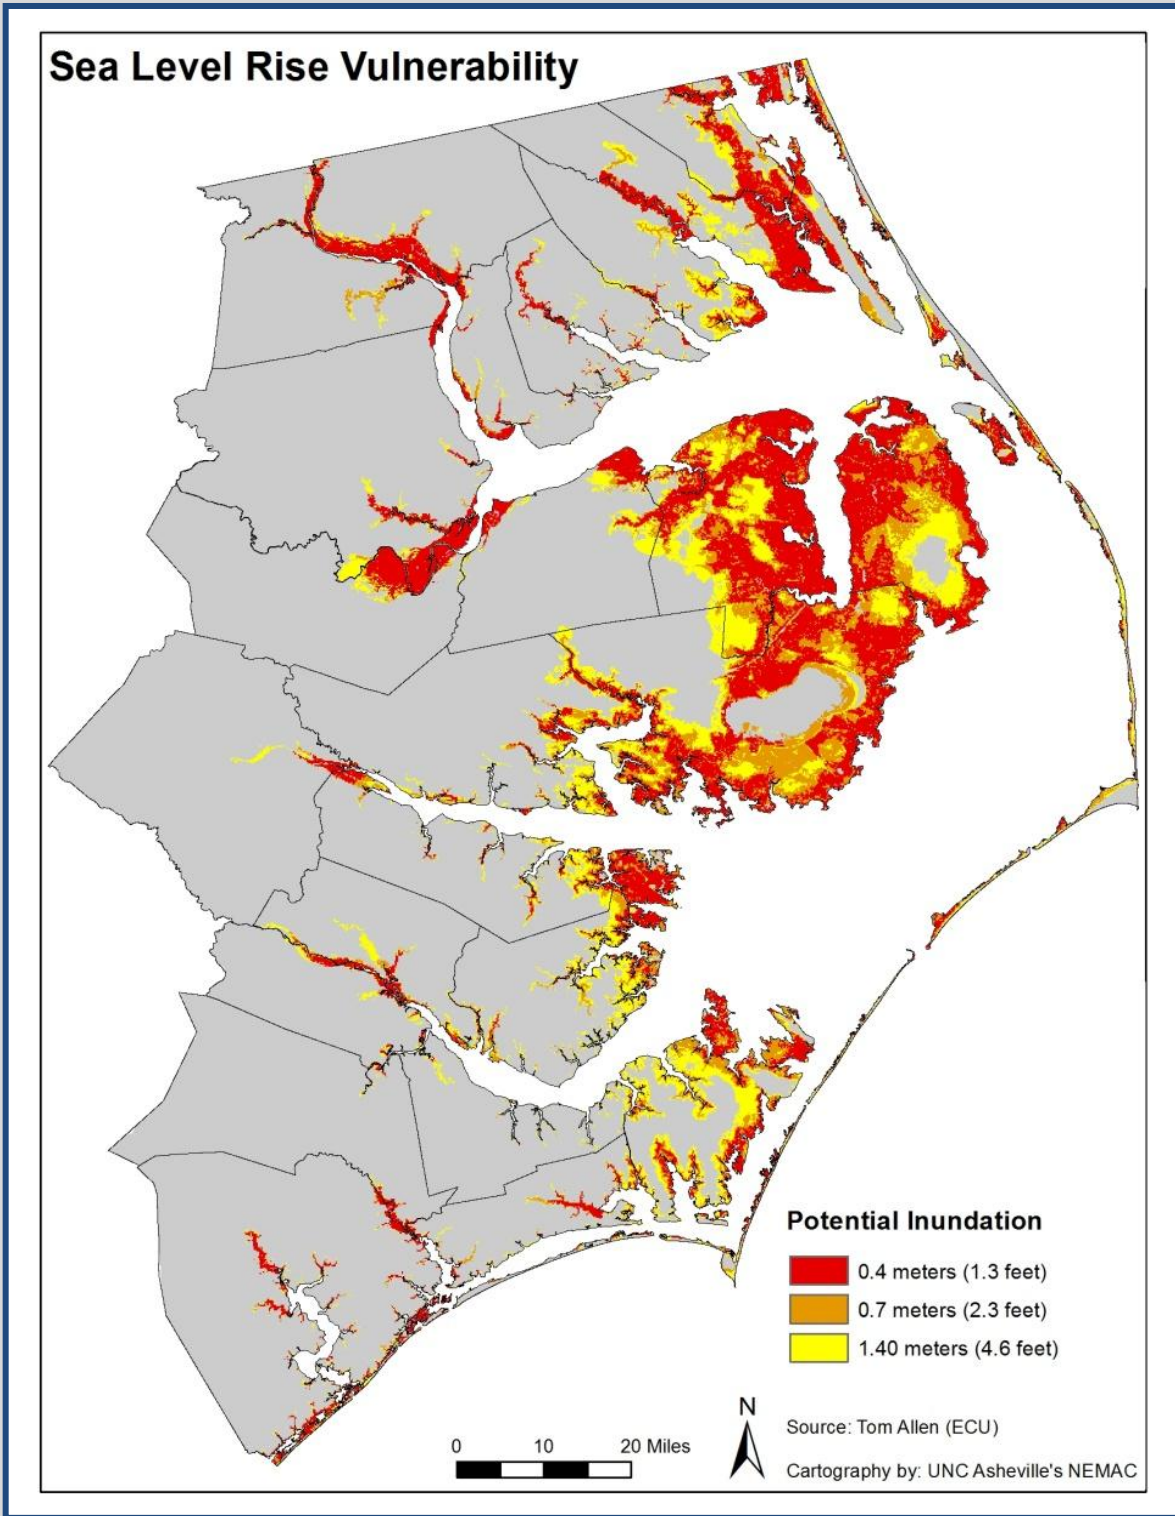 Sea Level Rise Vulnerability
Potential Inundation
0.4 meters (1.3 feet)
0.7 meters (2.3 feet)
1.40 meters (4.6 feet)
N
Source: Tom Allen (ECU)
0 10 20 Miles
Cartography by: UNC Asheville's NEMAC